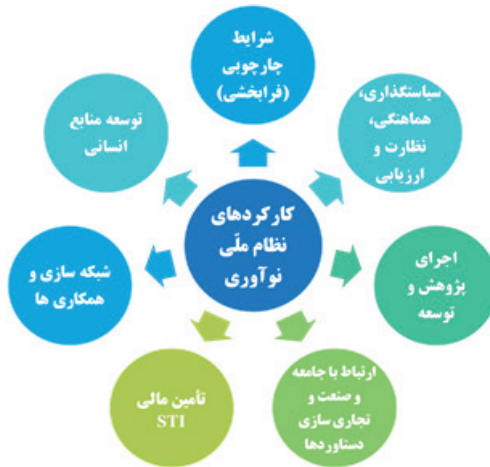 شرایط
چارچوبی
(فرابخشی)
سیاستگذاری،
هماهنگی،
نظارت و
ارزیابی
اجرای
پژوهش و
توسعه
ارتباط با جامعه
و صنعت و
تجاری سازی
دستاوردها
تأمین مالی
STI
شبکه سازی و
همکاری ها
توسعه منابع
انسانی
کارکردهای
نظام ملّی
نوآوری